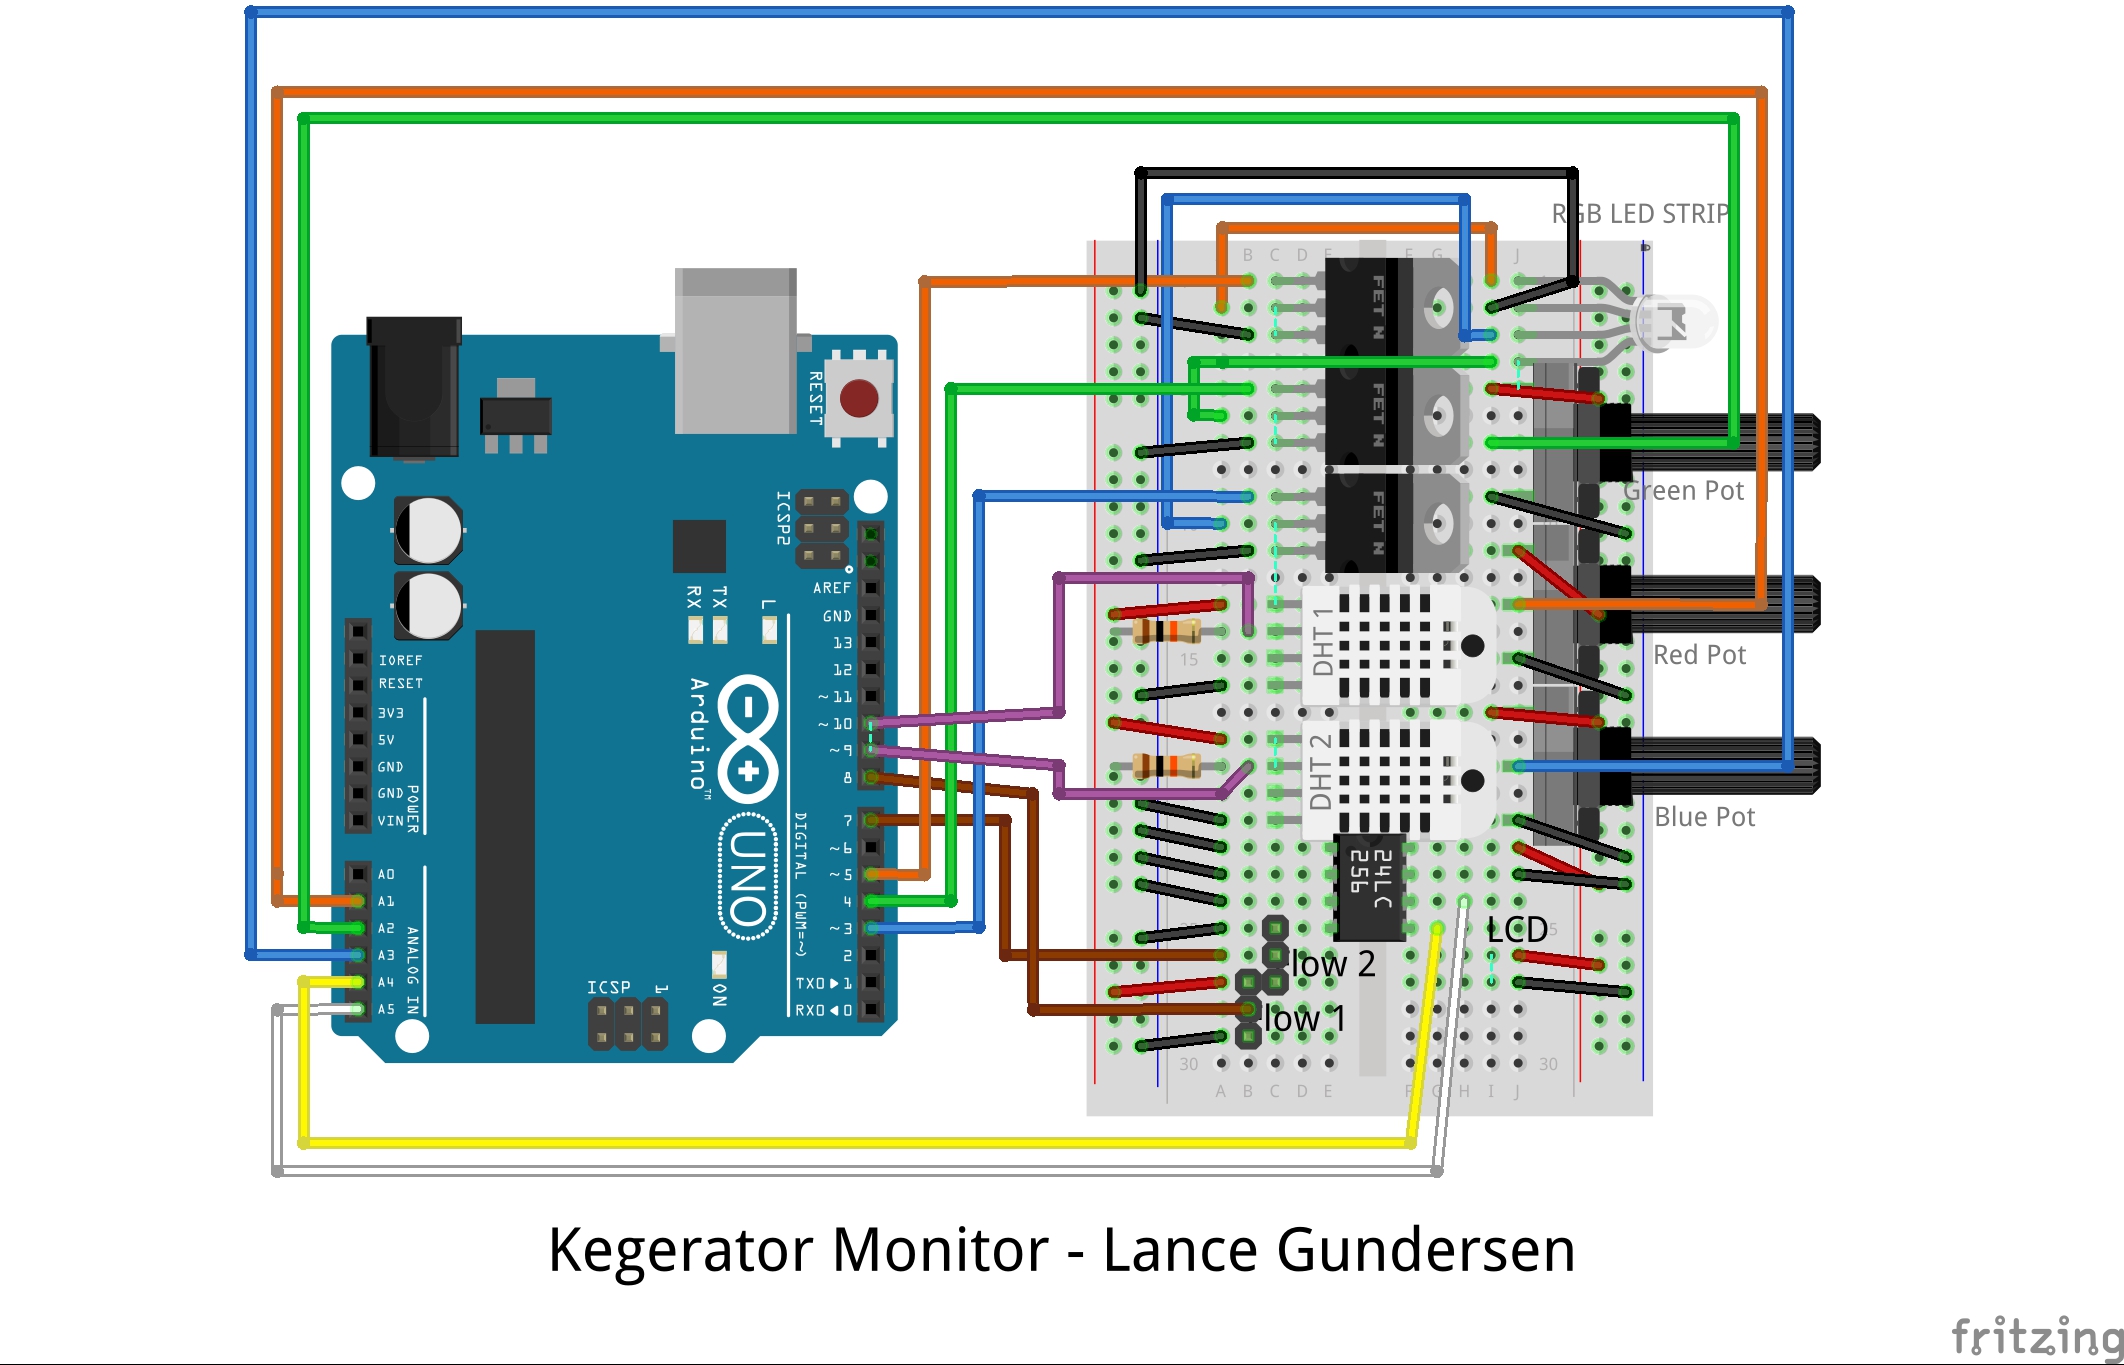 RGB LED STRIP
B C D E F G J
FET N
RESET
FET N
Green Pot
ICSP2
FET N
AREF
RX TX L
GND
13
DHT 1
12
15
IOREF
RESET
Red Pot
~11
3V3
~10
5V
~9
Arduino™
DHT 2
GND
8
GND
POWER
VIN
Blue Pot
7
~6
UNO
DIGITAL (PWM=~)
24LC
256
A0
~5
A1
4
A2
~3
LCD
ANALOG IN
A3
2
low 2
A4
TX0▶1
ICSP 1
ON
A5
RX0◀0
low 1
30 30
A B C D E F G H I J
Kegerator Monitor - Lance Gundersen
fritzing